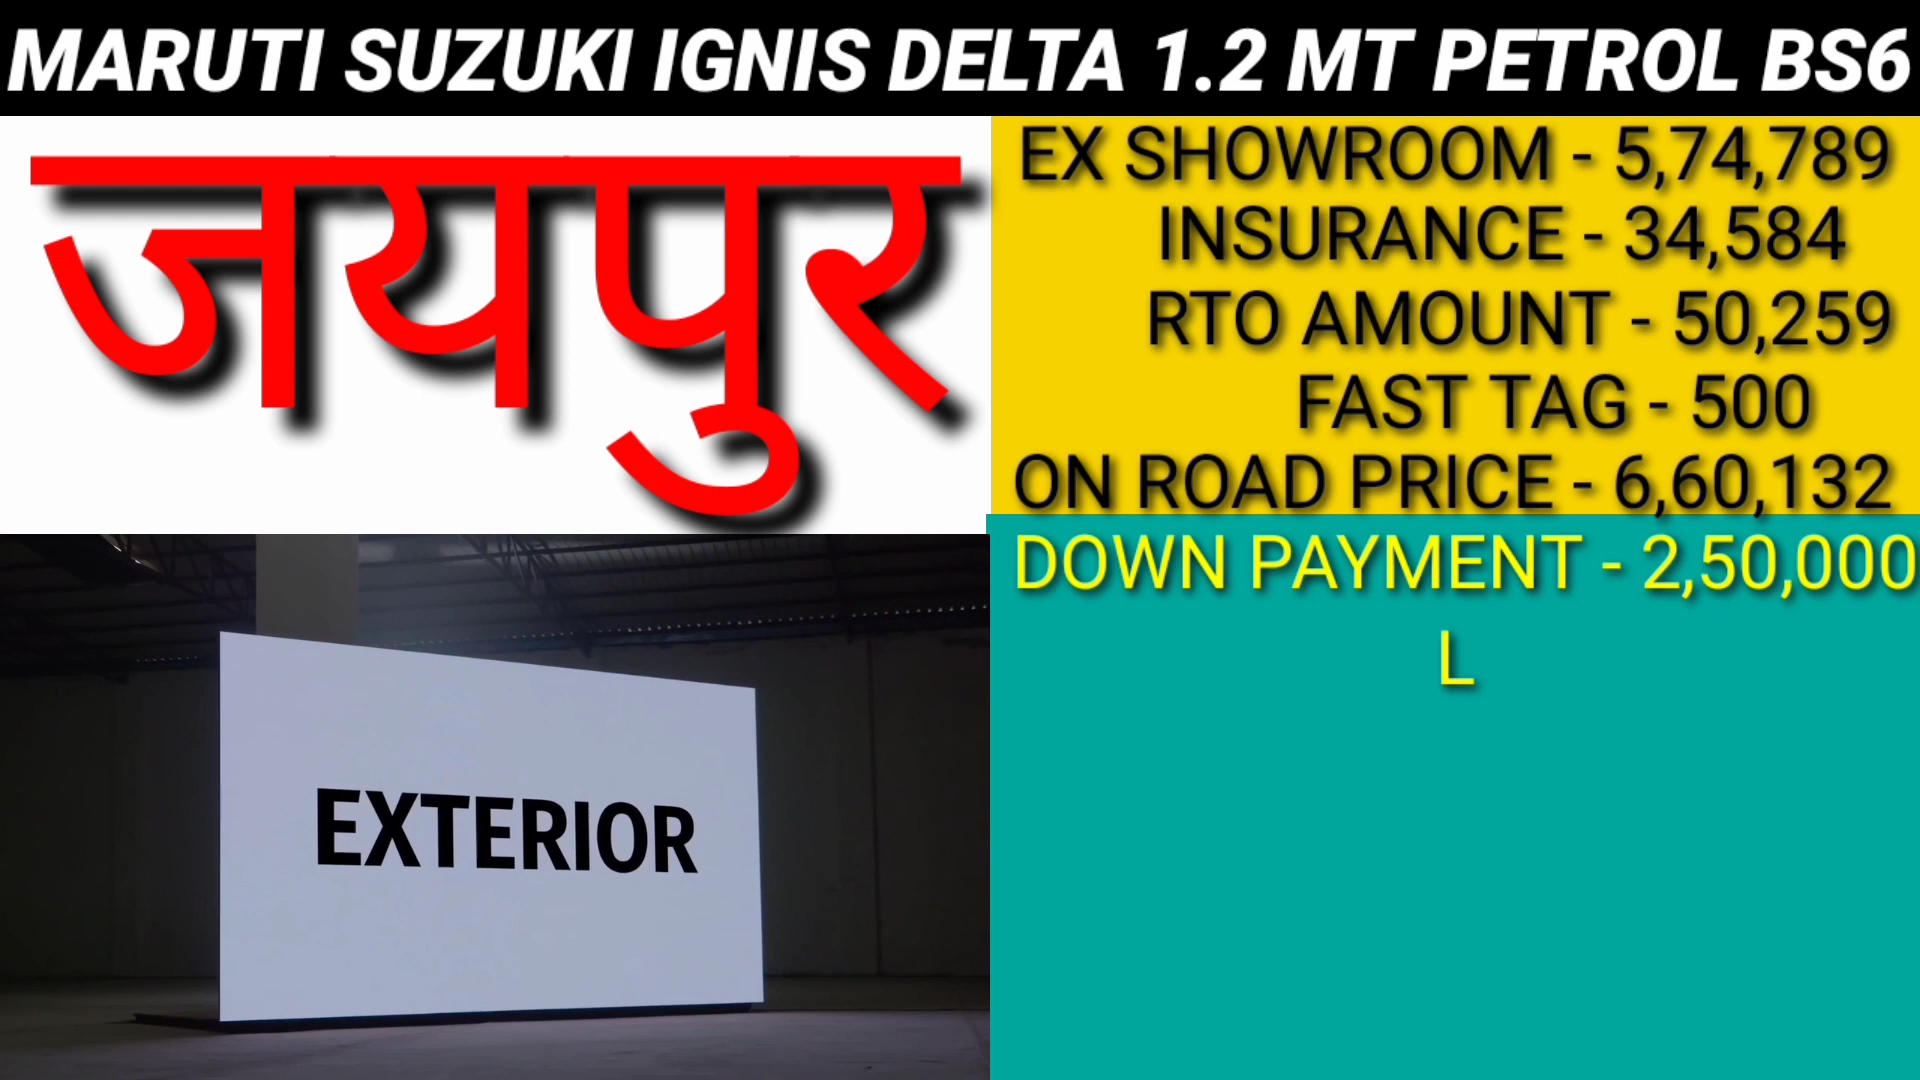 MARUTI SUZUKI IGNIS DELTA 1.2 MT PETROL BS6
जयपुर
EX SHOWROOM - 5,74,789
INSURANCE - 34,584
RTO AMOUNT - 50,259
FAST TAG - 500
ON ROAD PRICE - 6,60,132
DOWN PAYMENT - 2,50,000
L
EXTERIOR